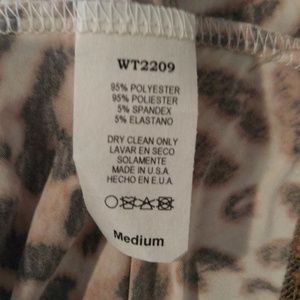 WT2209
95% POLYESTER
95% POLIESTER
5% SPANDEX
5% ELASTANO
DRY CLEAN ONLY
LAVAR EN SECO
SOLAMENTE
MADE IN U.S.A.
HECHO EN E.U.A.
Medium